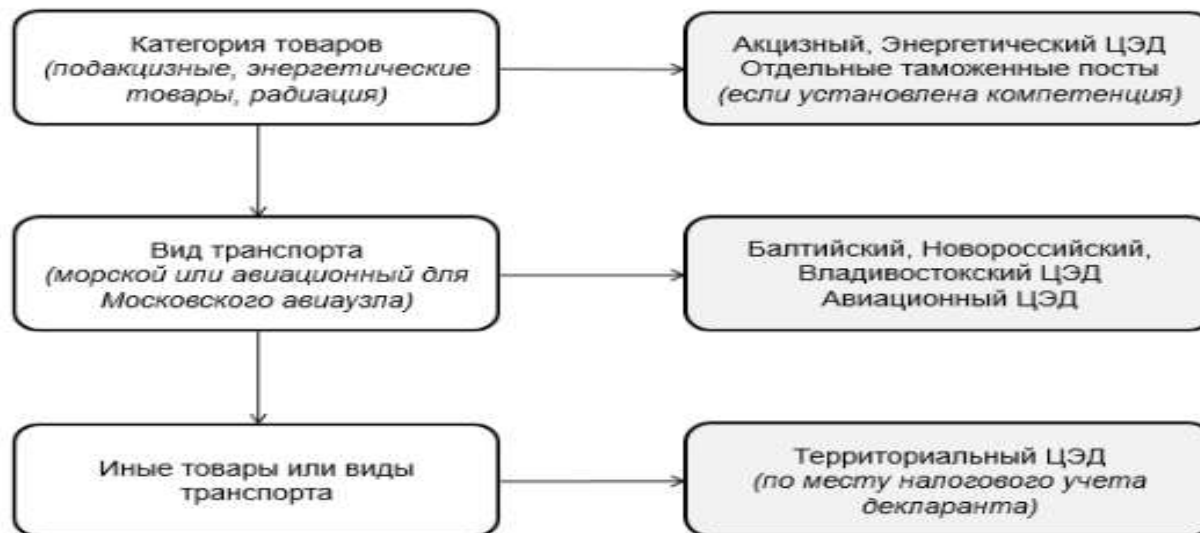 Категория товаров
(подакцизные, энергетические
товары, радиация)
Акцизный, Энергетический ЦЭД
Отдельные таможенные посты
(если установлена компетенция)
Вид транспорта
(морской или авиационный для
Московского авиаузла)
Балтийский, Новороссийский,
Владивостокский ЦЭД
Авиационный ЦЭД
Иные товары или виды
транспорта
Территориальный ЦЭД
(по месту налогового учета
декларанта)